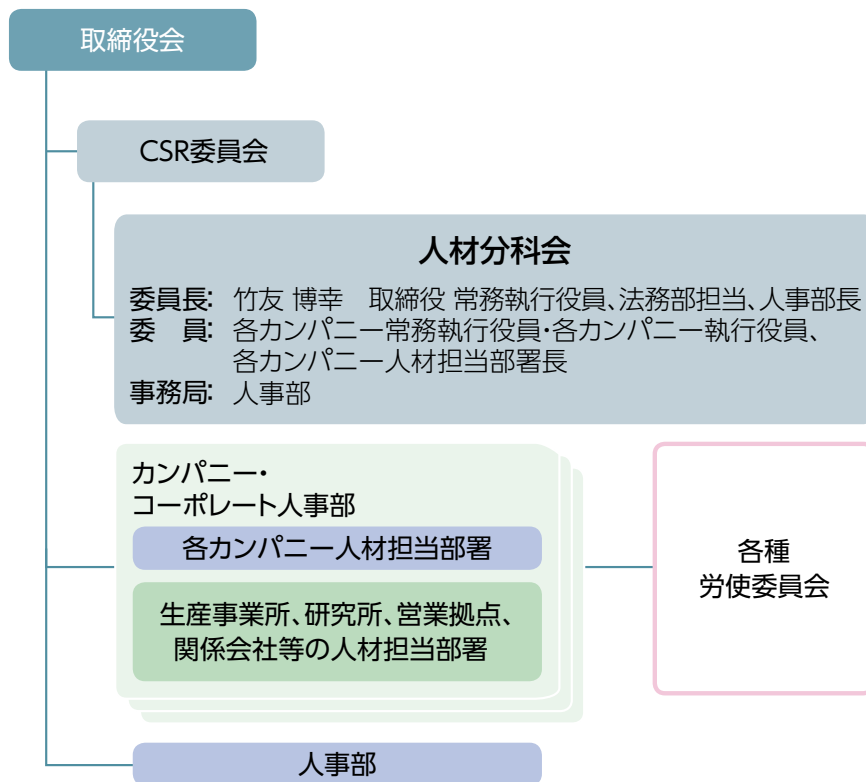 取締役会
CSR委員会
人材分科会
委員長： 竹友 博幸　取締役 常務執行役員、法務部担当、人事部長
委　員： 各カンパニー常務執行役員・各カンパニー執行役員、
各カンパニー人材担当部署長
事務局： 人事部
カンパニー・
コーポレート人事部
各カンパニー人材担当部署
生産事業所、研究所、営業拠点、
関係会社等の人材担当部署
各種
労使委員会
人事部